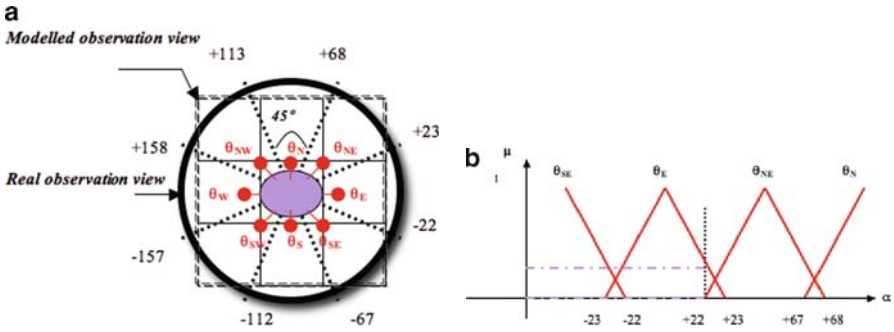 a
Modelled observation view
+113
+68
45°
θNW
θN
θNE
+158
+23
Real observation view
θW
θE
-22
θSW
θS
θSE
-157
-112
-67
b
μ
1
θSE
θE
θNE
θN
-23
-22
+22
+23
+67
+68
α